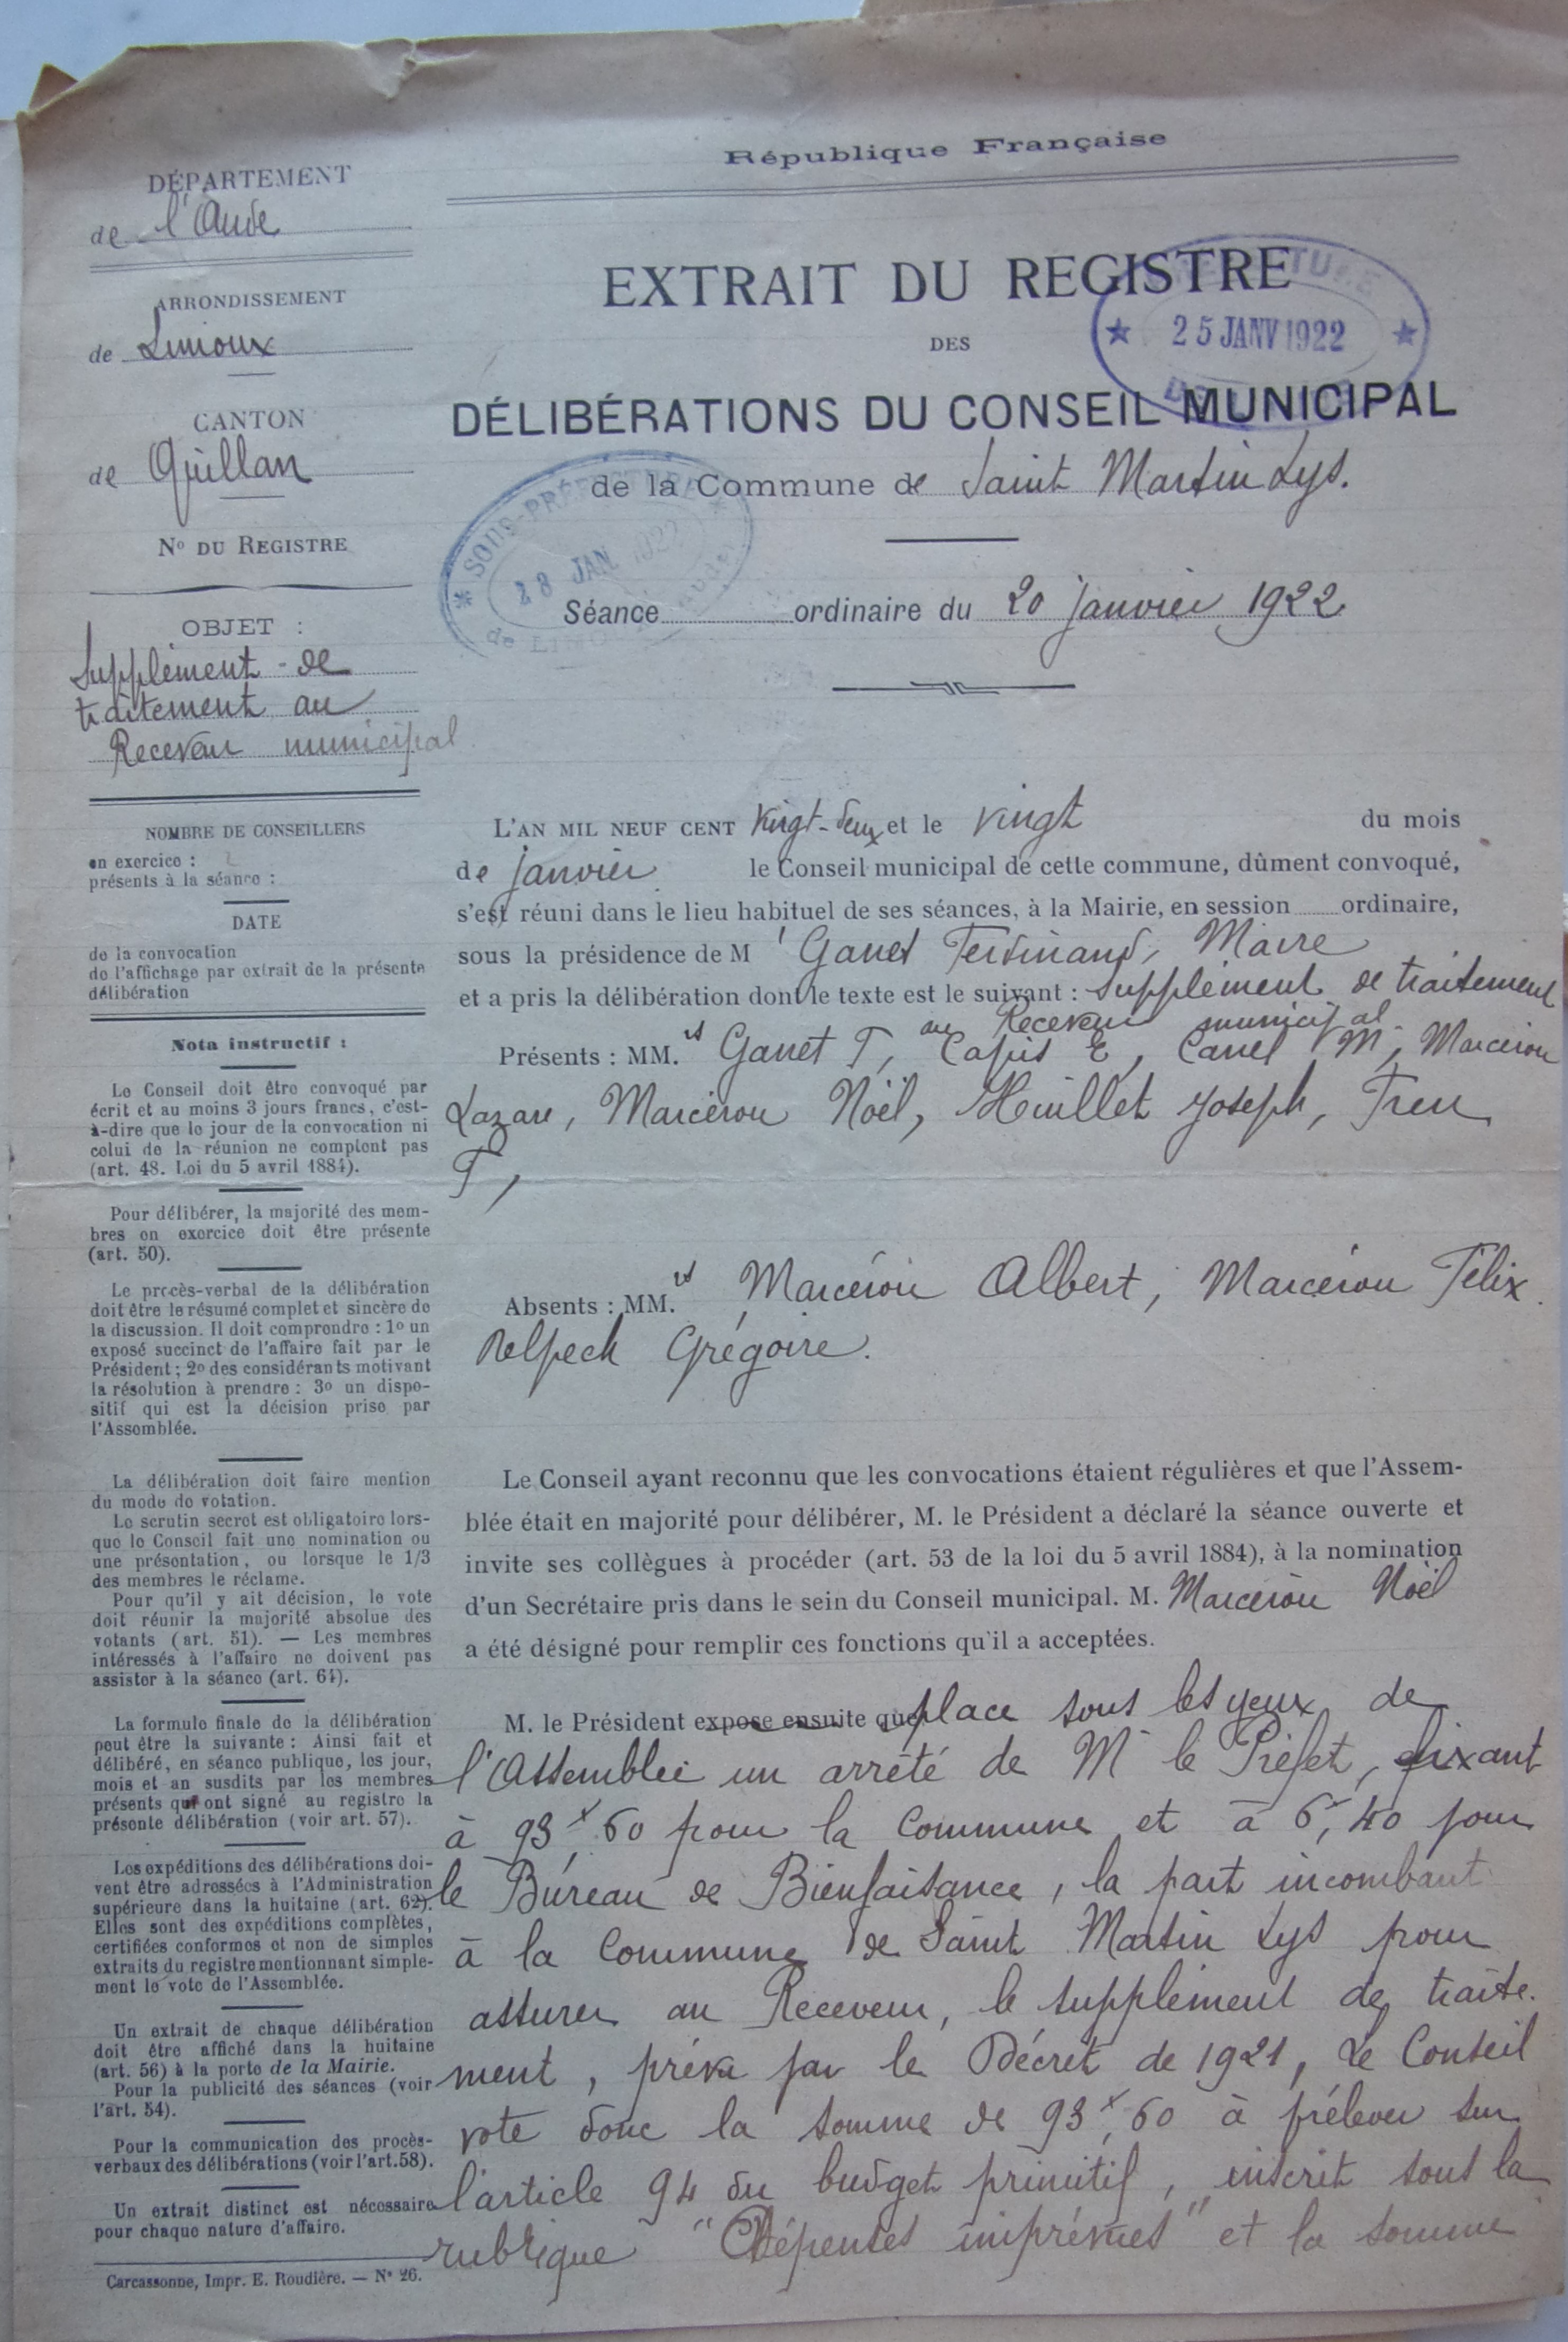 République Française
DÉPARTEMENT
de l'Aude
ARRONDISSEMENT
de Limoux
CANTON
de Quillan
N° DU REGISTRE
OBJET :
Supplément de
traitement au
Receveur municipal
NOMBRE DE CONSEILLERS
en exercice :
présents à la séance :
DATE
de la convocation
de l'affichage par extrait de la présente
délibération
Nota instructif :
Le Conseil doit être convoqué par
écrit et au moins 3 jours francs, c'est-
à-dire que le jour de la convocation ni
celui de la réunion ne comptent pas
(art. 48. Loi du 5 avril 1884).
Pour délibérer, la majorité des mem-
bres en exercice doit être présente
(art. 50).
Le procès-verbal de la délibération
doit être le résumé complet et sincère de
la discussion. Il doit comprendre : 1° un
exposé succinct de l'affaire fait par le
Président ; 2° des considérants motivant
la résolution à prendre : 3° un dispo-
sitif qui est la décision prise par
l'Assemblée.
La délibération doit faire mention
du mode de votation.
Le scrutin secret est obligatoire lors-
que le Conseil fait une nomination ou
une présentation, ou lorsque le 1/3
des membres le réclame.
Pour qu'il y ait décision, le vote
doit réunir la majorité absolue des
votants (art. 51). — Les membres
intéressés à l'affaire ne doivent pas
assister à la séance (art. 64).
La formule finale de la délibération
peut être la suivante : Ainsi fait et
délibéré, en séance publique, les jour,
mois et an susdits par les membres
présents qui ont signé au registre la
présente délibération (voir art. 57).
Les expéditions des délibérations doi-
vent être adressées à l'Administration
supérieure dans la huitaine (art. 62).
Elles sont des expéditions complètes,
certifiées conformes et non de simples
extraits du registre mentionnant simple-
ment le vote de l'Assemblée.
Un extrait de chaque délibération
doit être affiché dans la huitaine
(art. 56) à la porte de la Mairie.
Pour la publicité des séances (voir
l'art. 54).
Pour la communication des procès-
verbaux des délibérations (voir l'art. 58).
Un extrait distinct est nécessaire
pour chaque nature d'affaire.
Carcassonne, Impr. E. Roudière. — N° 26.
EXTRAIT DU REGISTRE
25 JANV 1922
DES
DÉLIBÉRATIONS DU CONSEIL MUNICIPAL
de la Commune de Saint Martin Lys.
SOUS-PRÉFECTURE
28 JAN 1922
Séance ordinaire du 20 janvier 1922
L'AN MIL NEUF CENT vingt-deux et le vingt du mois
de janvier le Conseil municipal de cette commune, dûment convoqué,
s'est réuni dans le lieu habituel de ses séances, à la Mairie, en session ordinaire,
sous la présidence de M Ganet Ferdinand, Maire
et a pris la délibération dont le texte est le suivant : Supplément de traitement
au Receveur municipal
Présents : MM. Ganet F, Capis E, Canel M, Marcerou
Lazare, Marcerou Noël, Huillet Joseph, Treu
F,
Absents : MM. Marcerou Albert, Marcerou Félix
Delpech Grégoire.
Le Conseil ayant reconnu que les convocations étaient régulières et que l'Assem-
blée était en majorité pour délibérer, M. le Président a déclaré la séance ouverte et
invite ses collègues à procéder (art. 53 de la loi du 5 avril 1884), à la nomination
d'un Secrétaire pris dans le sein du Conseil municipal. M. Marcerou Noël
a été désigné pour remplir ces fonctions qu'il a acceptées.
M. le Président expose ensuite que place sous les yeux de
l'Assemblée un arrêté de M le Préfet, fixant
à 93f,60 pour la Commune et à 6f,40 pour
le Bureau de Bienfaisance, la part incombant
à la Commune de Saint Martin Lys pour
assurer au Receveur, le supplément de traite-
ment, prévu par le Décret de 1921, Le Conseil
vote donc la somme de 93f,60 à prélever sur
l'article 94 du budget primitif, inscrit sous la
rubrique "Dépenses imprévues" et la somme